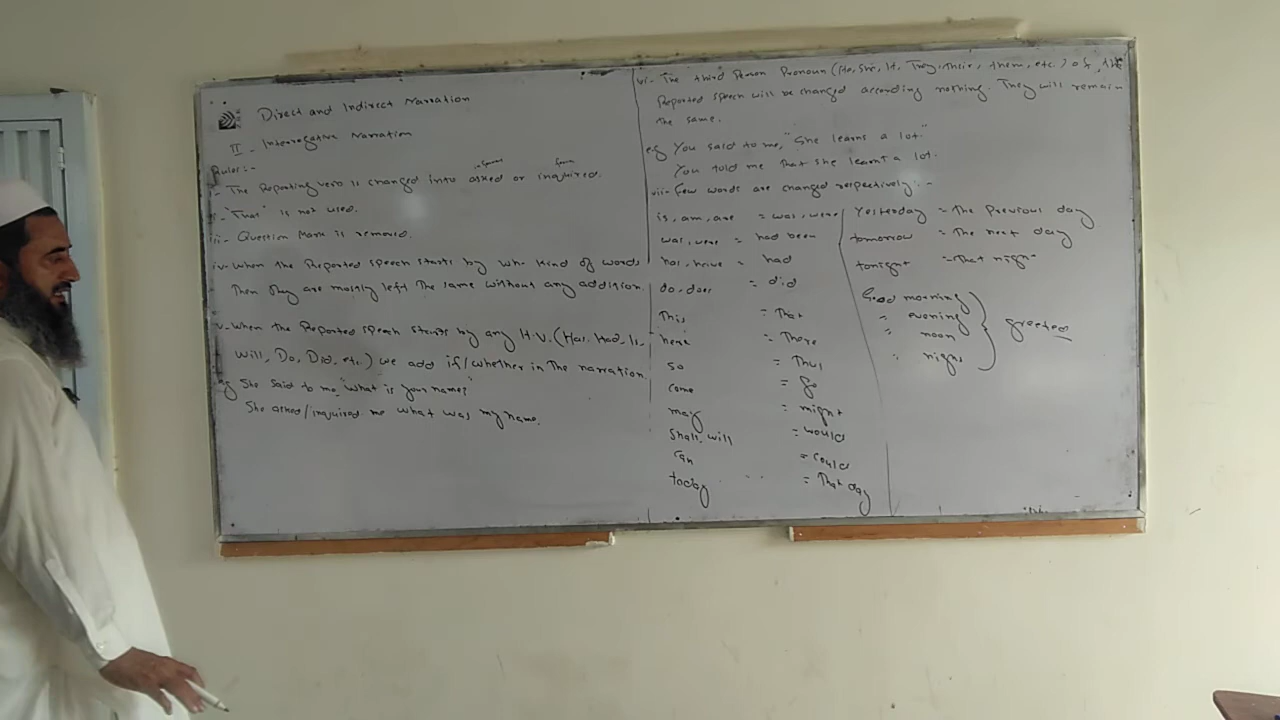 Direct and Indirect Narration
II - Interrogative Narration
Rules:-
i- The Reporting verb is changed into asked or inquired.
ii- "That" is not used.
iii- Question Mark is removed.
iv- When the Reported speech starts by wh- kind of words
Then they are mostly left The same without any addition.
v- When the Reported speech starts by any H.V. (Has, Had, Is,
Will, Do, Did, etc.) we add if/whether in The narration.
eg She said to me, "What is your name?"
She asked/inquired me what was my name.
vi- The third Person Pronoun (He, She, It, They, Their, them, etc.) of the
Reported speech will be changed according nothing. They will remain
the same.
e.g You said to me, "She learns a lot."
You told me That she learnt a lot.
vii- Few words are changed respectively:-
is, am, are = was, were
was, were = had been
has, have = had
do, does = did
This = That
here = There
so = Thus
come = go
may = might
shall, will = would
can = could
today = That day
Yesterday = The Previous day
tomorrow = The next day
tonight = That nigh
Good morning
" evening
" noon
" night
greeted